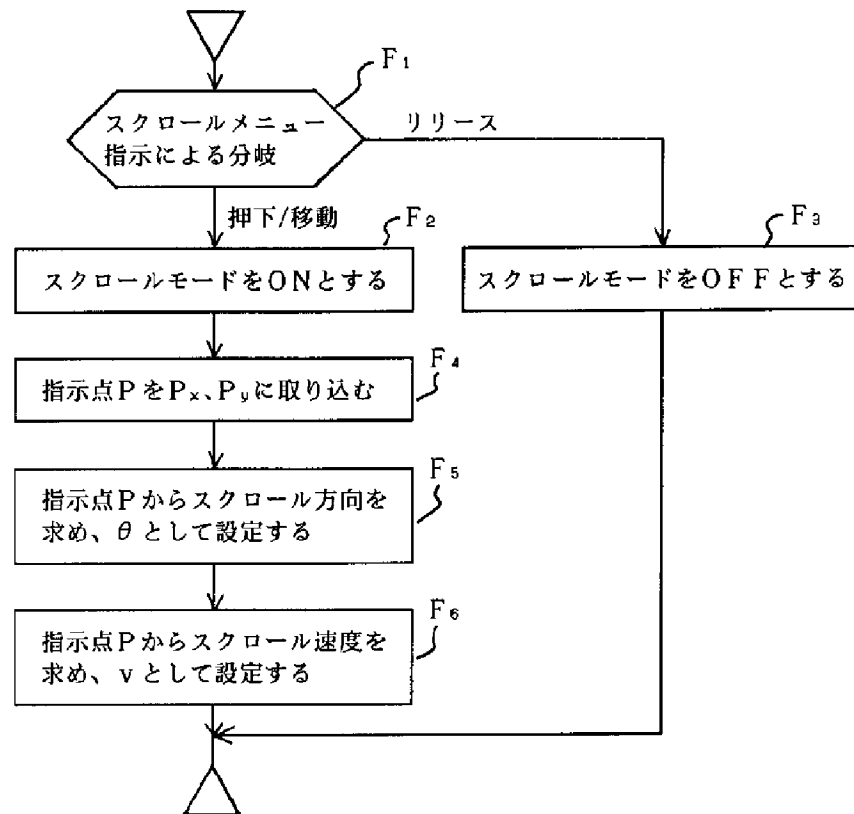 F₁
スクロールメニュー
指示による分岐
リリース
押下/移動
F₂
スクロールモードをONとする
F₃
スクロールモードをOFFとする
F₄
指示点PをPₓ、Pᵧに取り込む
F₅
指示点Pからスクロール方向を
求め、θとして設定する
F₆
指示点Pからスクロール速度を
求め、vとして設定する